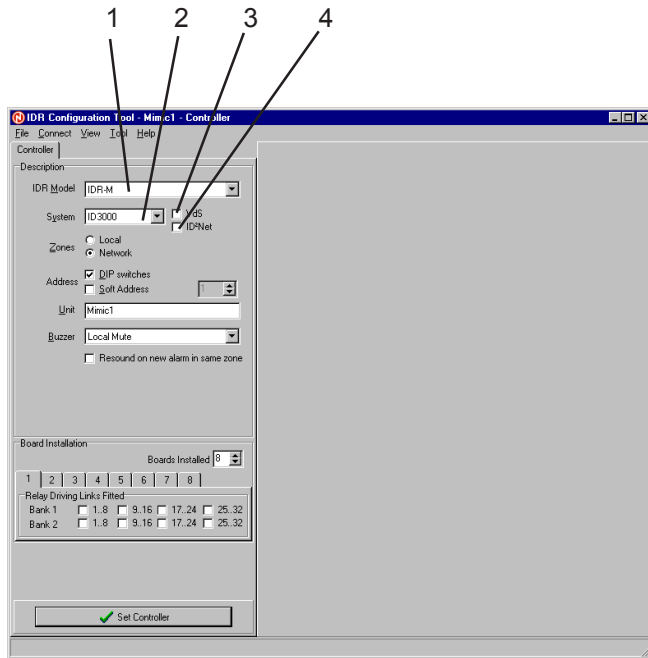 1 2 3 4
IDR Configuration Tool - Mimic1 - Controller
File Connect View Tool Help
Controller
Description
IDR Model IDR-M
System ID3000 VdS
ID²Net
Zones Local
Network
Address DIP switches
Soft Address 1
Unit Mimic1
Buzzer Local Mute
Resound on new alarm in same zone
Board Installation
Boards Installed 8
1 2 3 4 5 6 7 8
Relay Driving Links Fitted
Bank 1 1..8 9..16 17..24 25..32
Bank 2 1..8 9..16 17..24 25..32
Set Controller